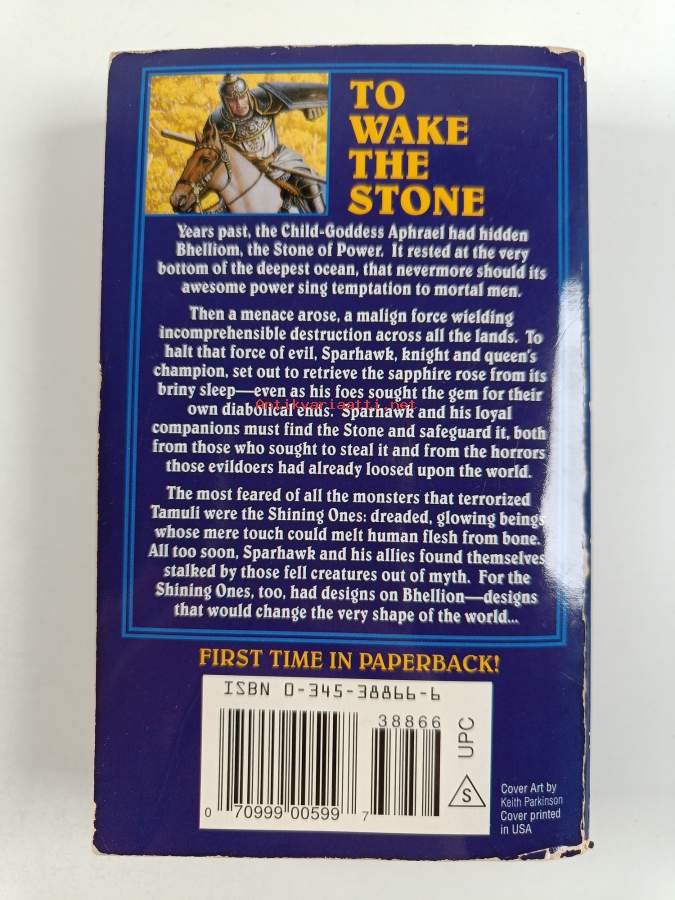 TO
WAKE
THE
STONE
Years past, the Child-Goddess Aphrael had hidden
Bhelliom, the Stone of Power. It rested at the very
bottom of the deepest ocean, that nevermore should its
awesome power sing temptation to mortal men.
Then a menace arose, a malign force wielding
incomprehensible destruction across all the lands. To
halt that force of evil, Sparhawk, knight and queen's
champion, set out to retrieve the sapphire rose from its
briny sleep—even as his foes sought the gem for their
Antikvariaatti.net
own diabolical ends. Sparhawk and his loyal
companions must find the Stone and safeguard it, both
from those who sought to steal it and from the horrors
those evildoers had already loosed upon the world.
The most feared of all the monsters that terrorized
Tamuli were the Shining Ones: dreaded, glowing beings
whose mere touch could melt human flesh from bone.
All too soon, Sparhawk and his allies found themselves
stalked by those fell creatures out of myth. For the
Shining Ones, too, had designs on Bhellion—designs
that would change the very shape of the world...
FIRST TIME IN PAPERBACK!
ISBN 0-345-38866-6
38866
UPC
S
0 70999 00599 7
Cover Art by
Keith Parkinson
Cover printed
in USA